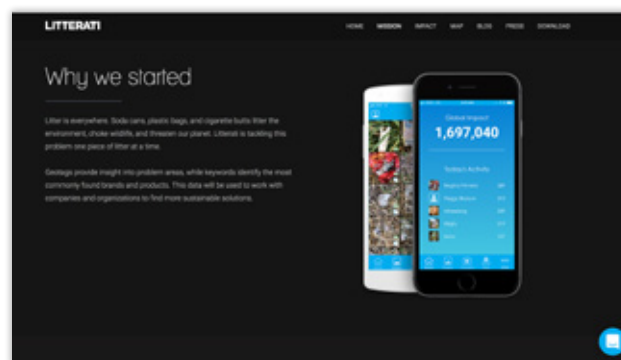 LITTERATI
HOME MISSION IMPACT MAP BLOG PRESS DOWNLOAD
Why we started
Litter is everywhere. Soda cans, plastic bags, and cigarette butts litter the
environment, choke wildlife, and threaten our planet. Litterati is tackling this
problem one piece of litter at a time.
Geotags provide insight into problem areas, while keywords identify the most
commonly found brands and products. This data will be used to work with
companies and organizations to find more sustainable solutions.
Global Impact
1,697,040
Today's Activity